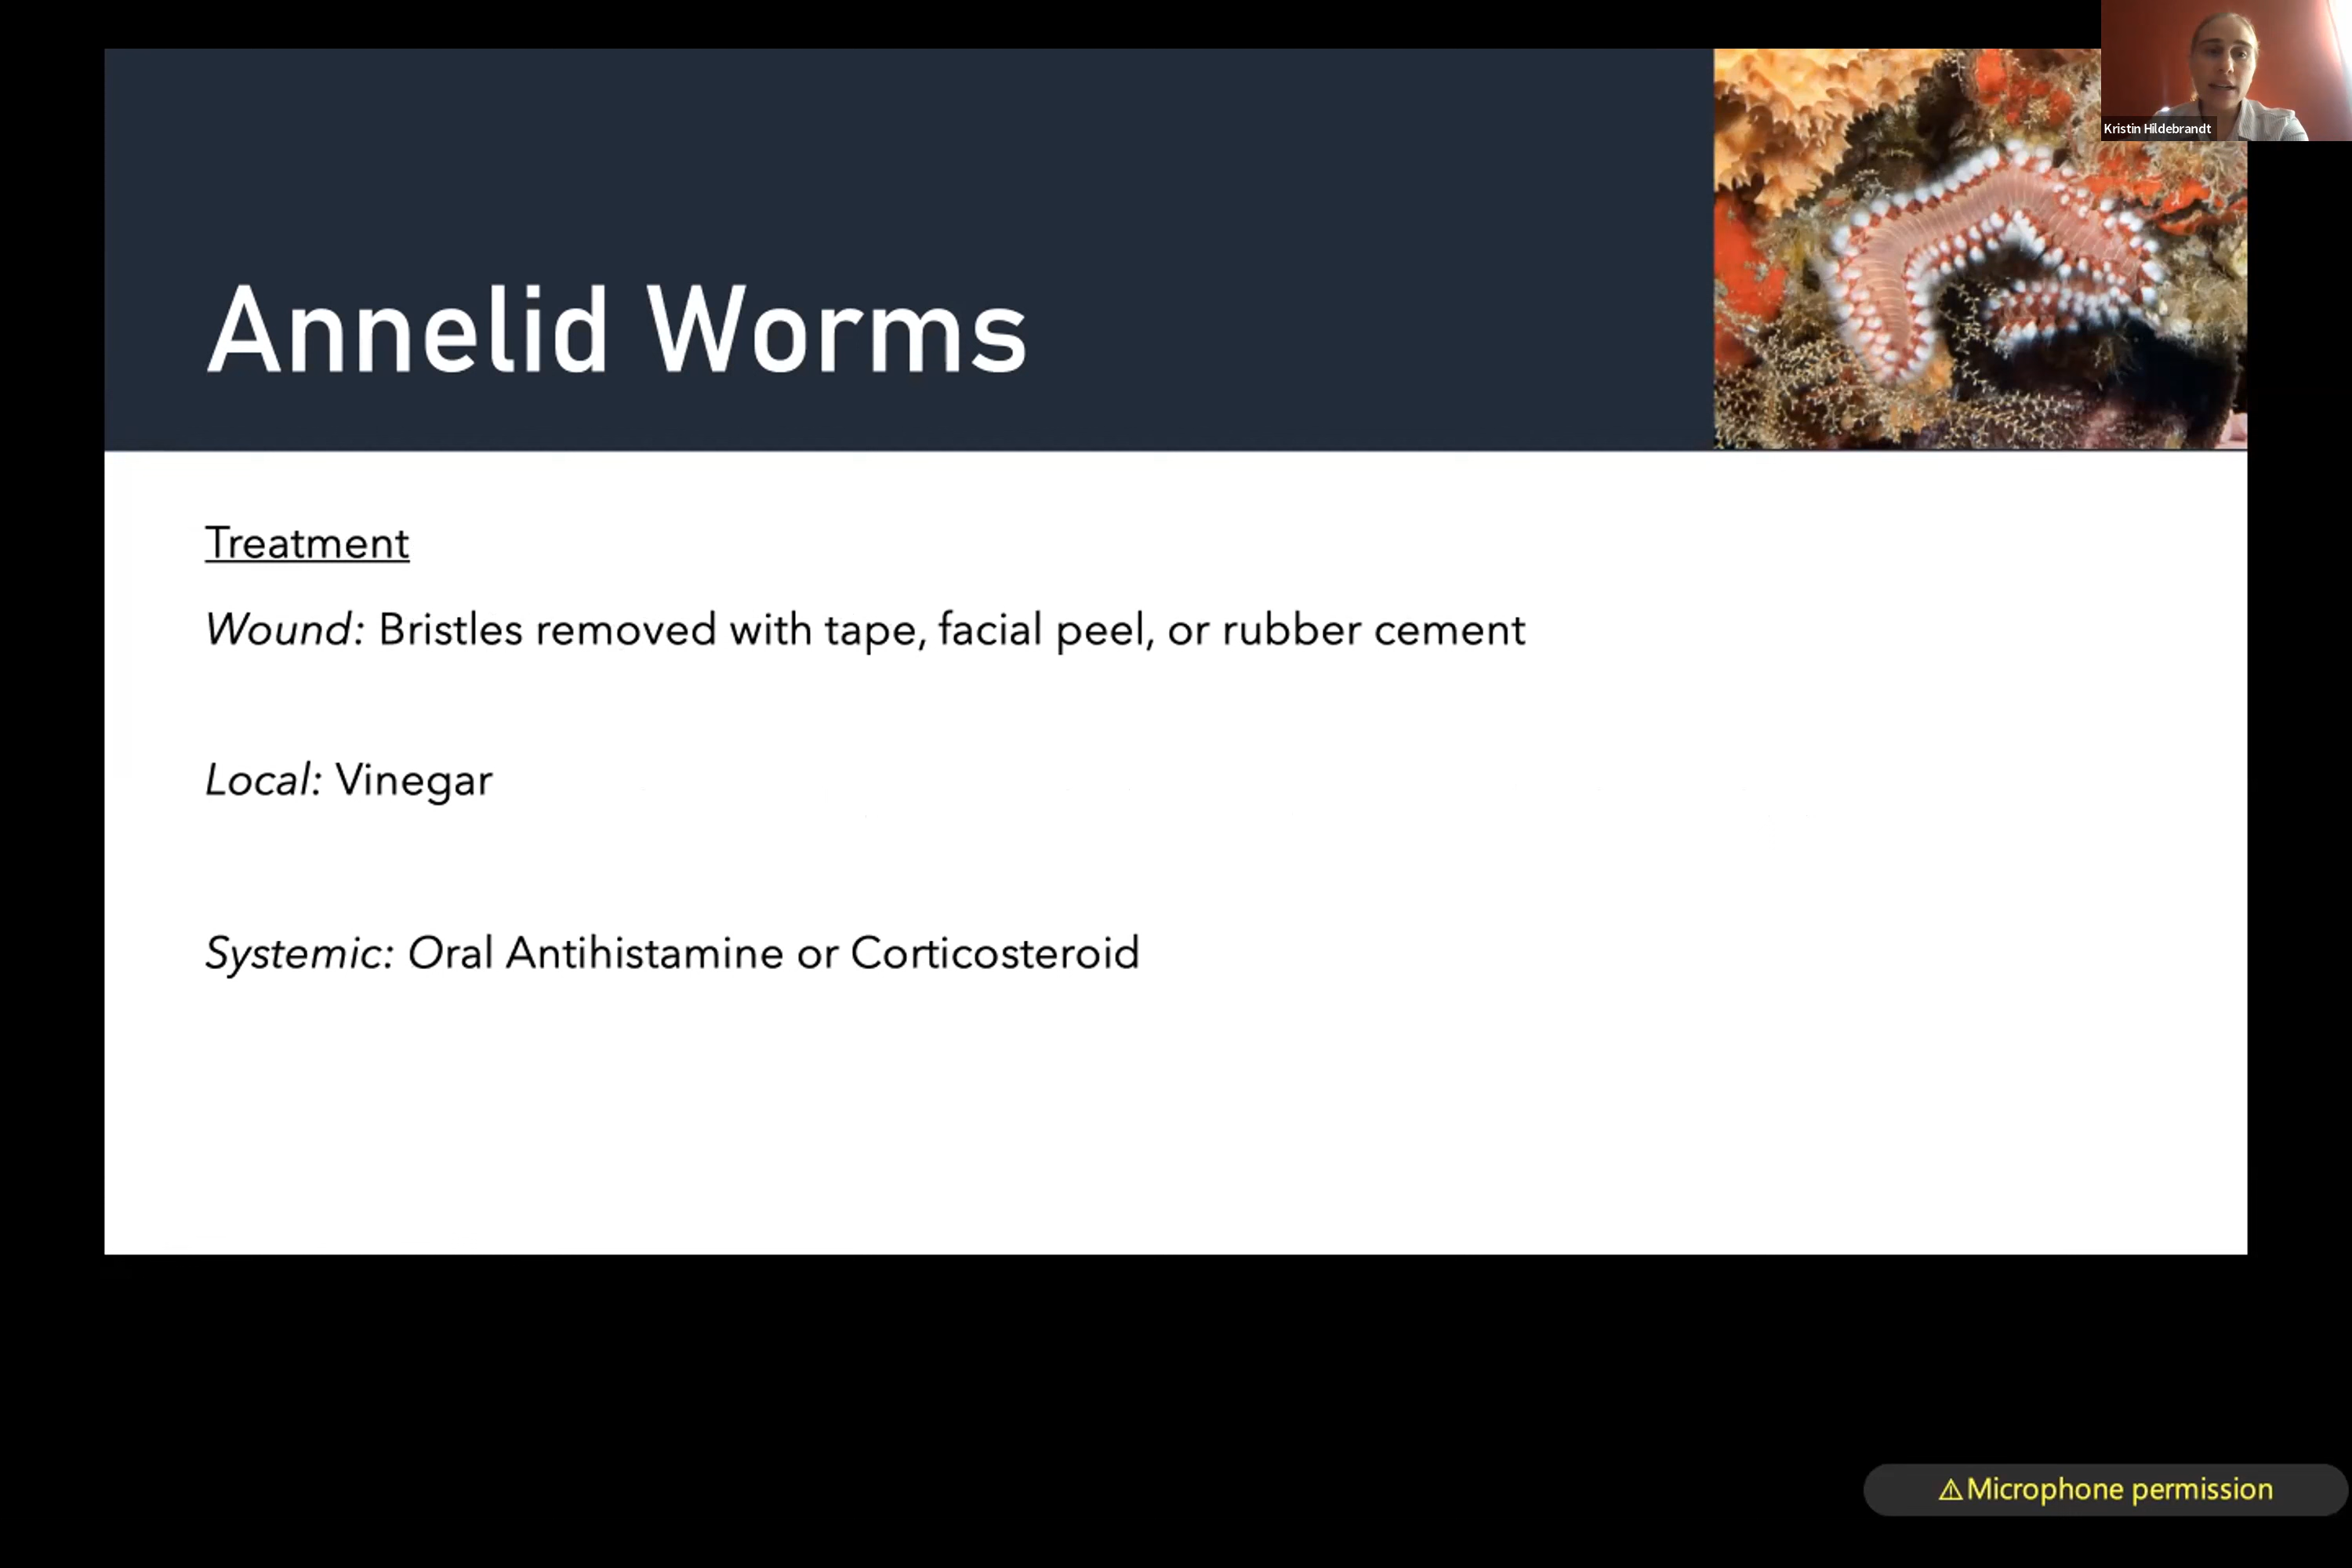 Kristin Hildebrandt
Annelid Worms
Treatment
Wound: Bristles removed with tape, facial peel, or rubber cement
Local: Vinegar
Systemic: Oral Antihistamine or Corticosteroid
⚠Microphone permission